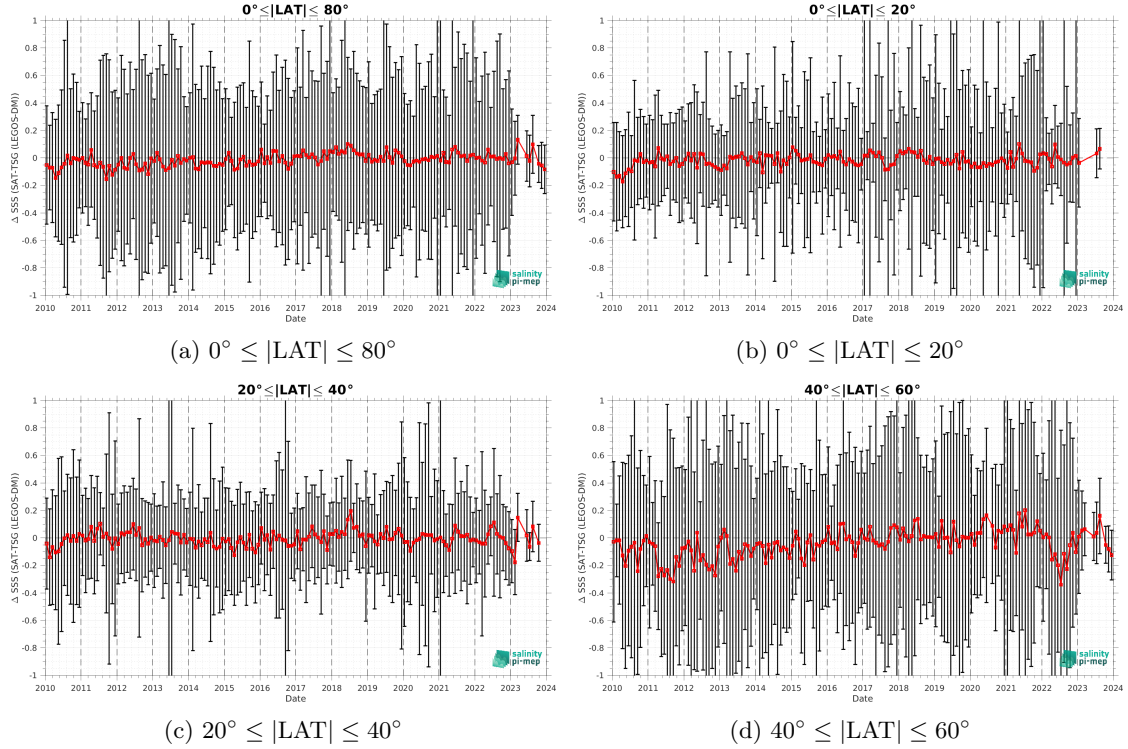 0°≤|LAT|≤ 80°
Δ SSS (SAT-TSG (LEGOS-DM))
1
0.8
0.6
0.4
0.2
0
-0.2
-0.4
-0.6
-0.8
-1
salinity
pi-mep
2010 2011 2012 2013 2014 2015 2016 2017 2018 2019 2020 2021 2022 2023 2024
Date
(a) 0° ≤ |LAT| ≤ 80°
0°≤|LAT|≤ 20°
Δ SSS (SAT-TSG (LEGOS-DM))
1
0.8
0.6
0.4
0.2
0
-0.2
-0.4
-0.6
-0.8
-1
salinity
pi-mep
2010 2011 2012 2013 2014 2015 2016 2017 2018 2019 2020 2021 2022 2023 2024
Date
(b) 0° ≤ |LAT| ≤ 20°
20°≤|LAT|≤ 40°
Δ SSS (SAT-TSG (LEGOS-DM))
1
0.8
0.6
0.4
0.2
0
-0.2
-0.4
-0.6
-0.8
-1
salinity
pi-mep
2010 2011 2012 2013 2014 2015 2016 2017 2018 2019 2020 2021 2022 2023 2024
Date
(c) 20° ≤ |LAT| ≤ 40°
40°≤|LAT|≤ 60°
Δ SSS (SAT-TSG (LEGOS-DM))
1
0.8
0.6
0.4
0.2
0
-0.2
-0.4
-0.6
-0.8
-1
salinity
pi-mep
2010 2011 2012 2013 2014 2015 2016 2017 2018 2019 2020 2021 2022 2023 2024
Date
(d) 40° ≤ |LAT| ≤ 60°